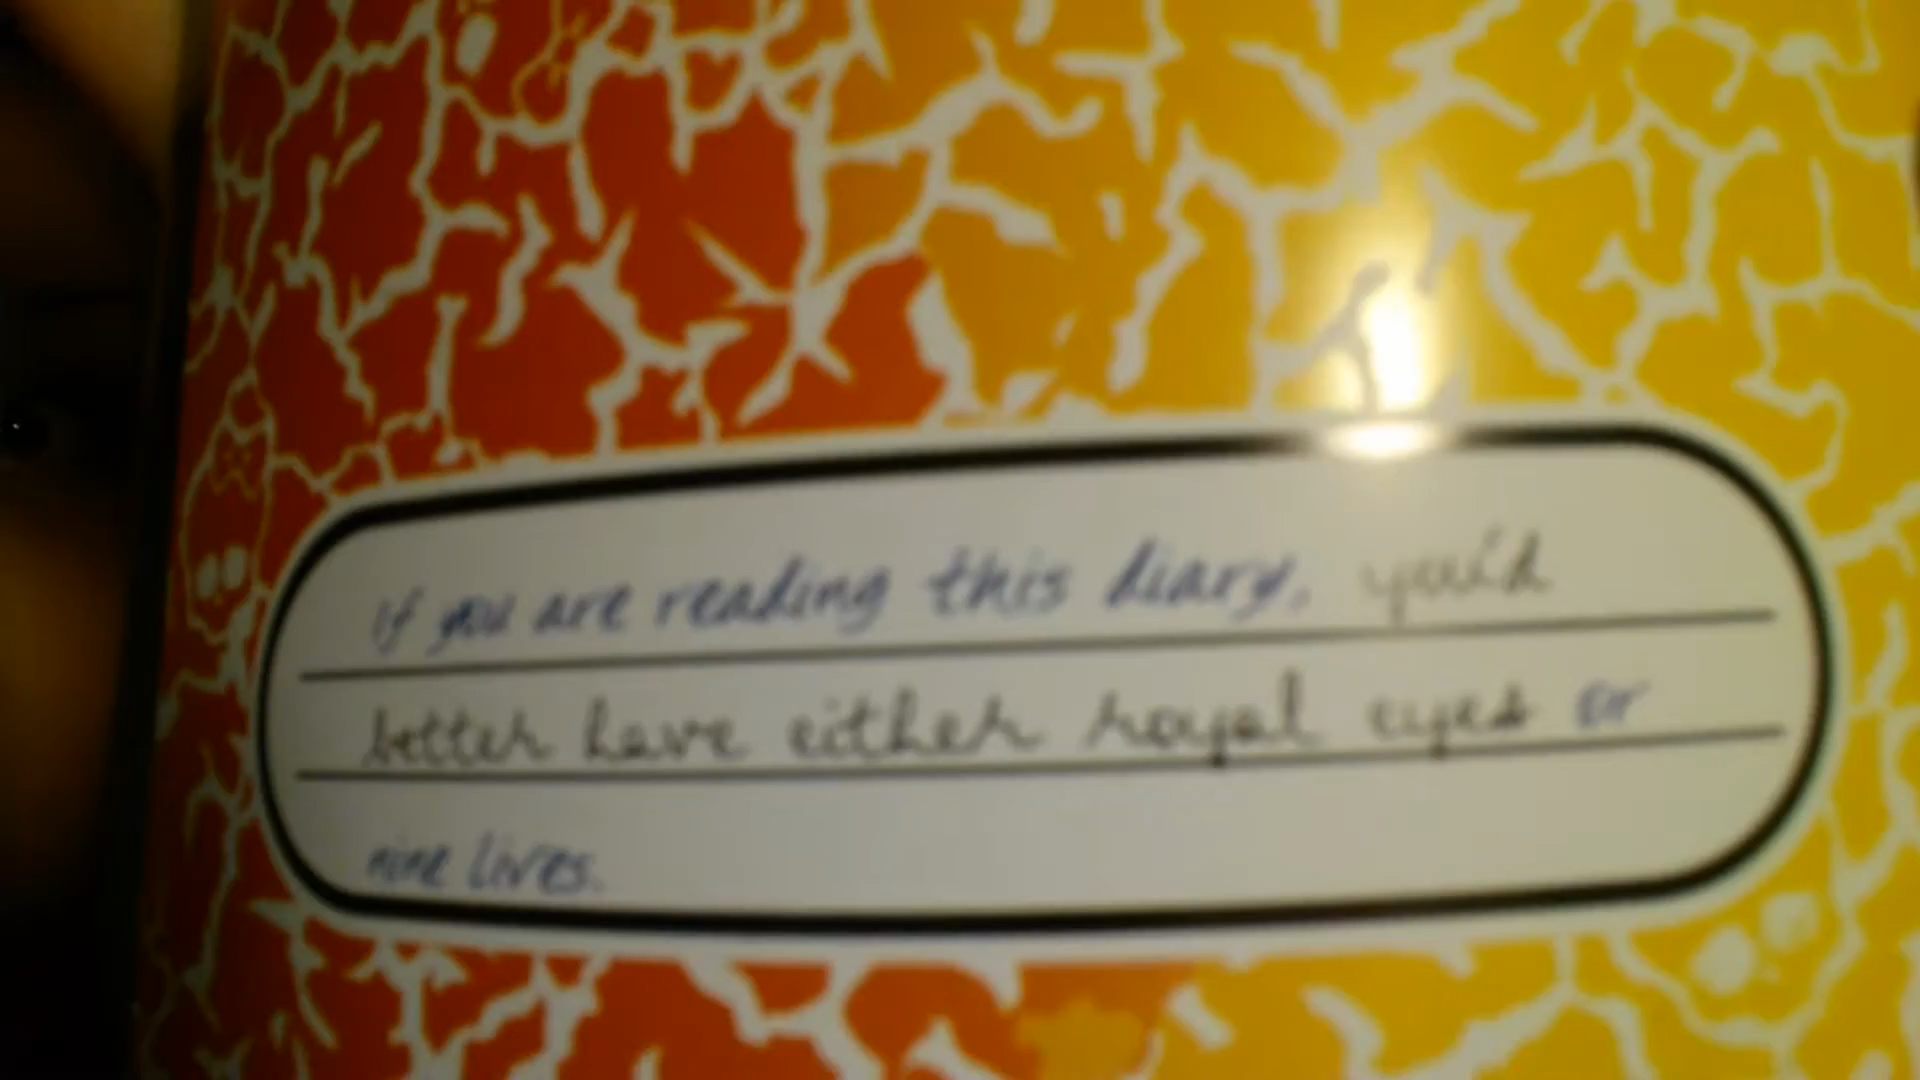 If you are reading this diary, you'd
better have either royal eyes or
nine lives.